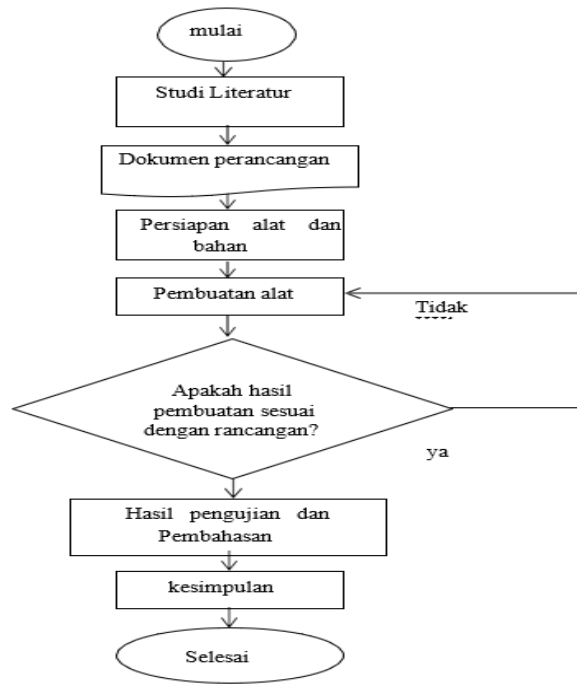 mulai
Studi Literatur
Dokumen perancangan
Persiapan alat dan
bahan
Pembuatan alat
Tidak
Apakah hasil
pembuatan sesuai
dengan rancangan?
ya
Hasil pengujian dan
Pembahasan
kesimpulan
Selesai